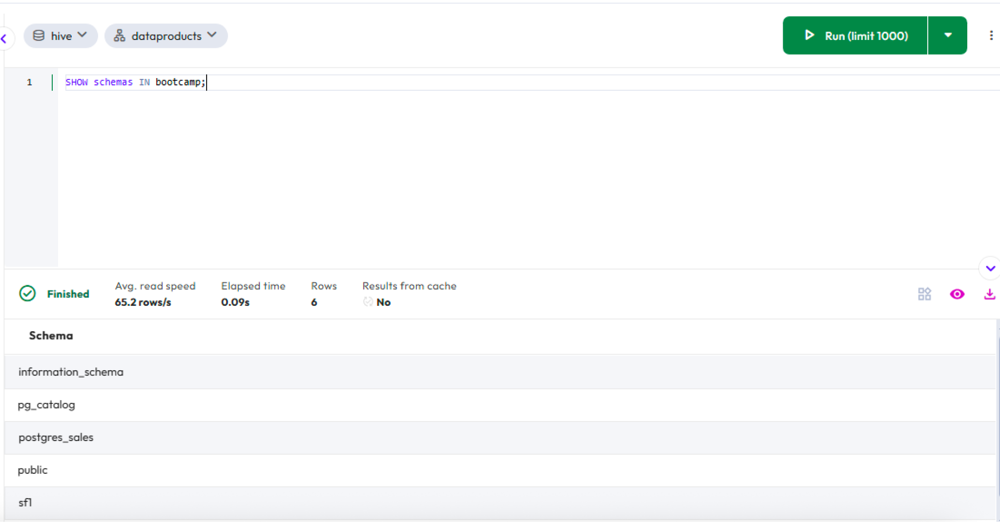 hive dataproducts Run (limit 1000)
1 SHOW schemas IN bootcamp;
Finished
Avg. read speed Elapsed time Rows Results from cache
65.2 rows/s 0.09s 6 No
Schema
information_schema
pg_catalog
postgres_sales
public
sf1